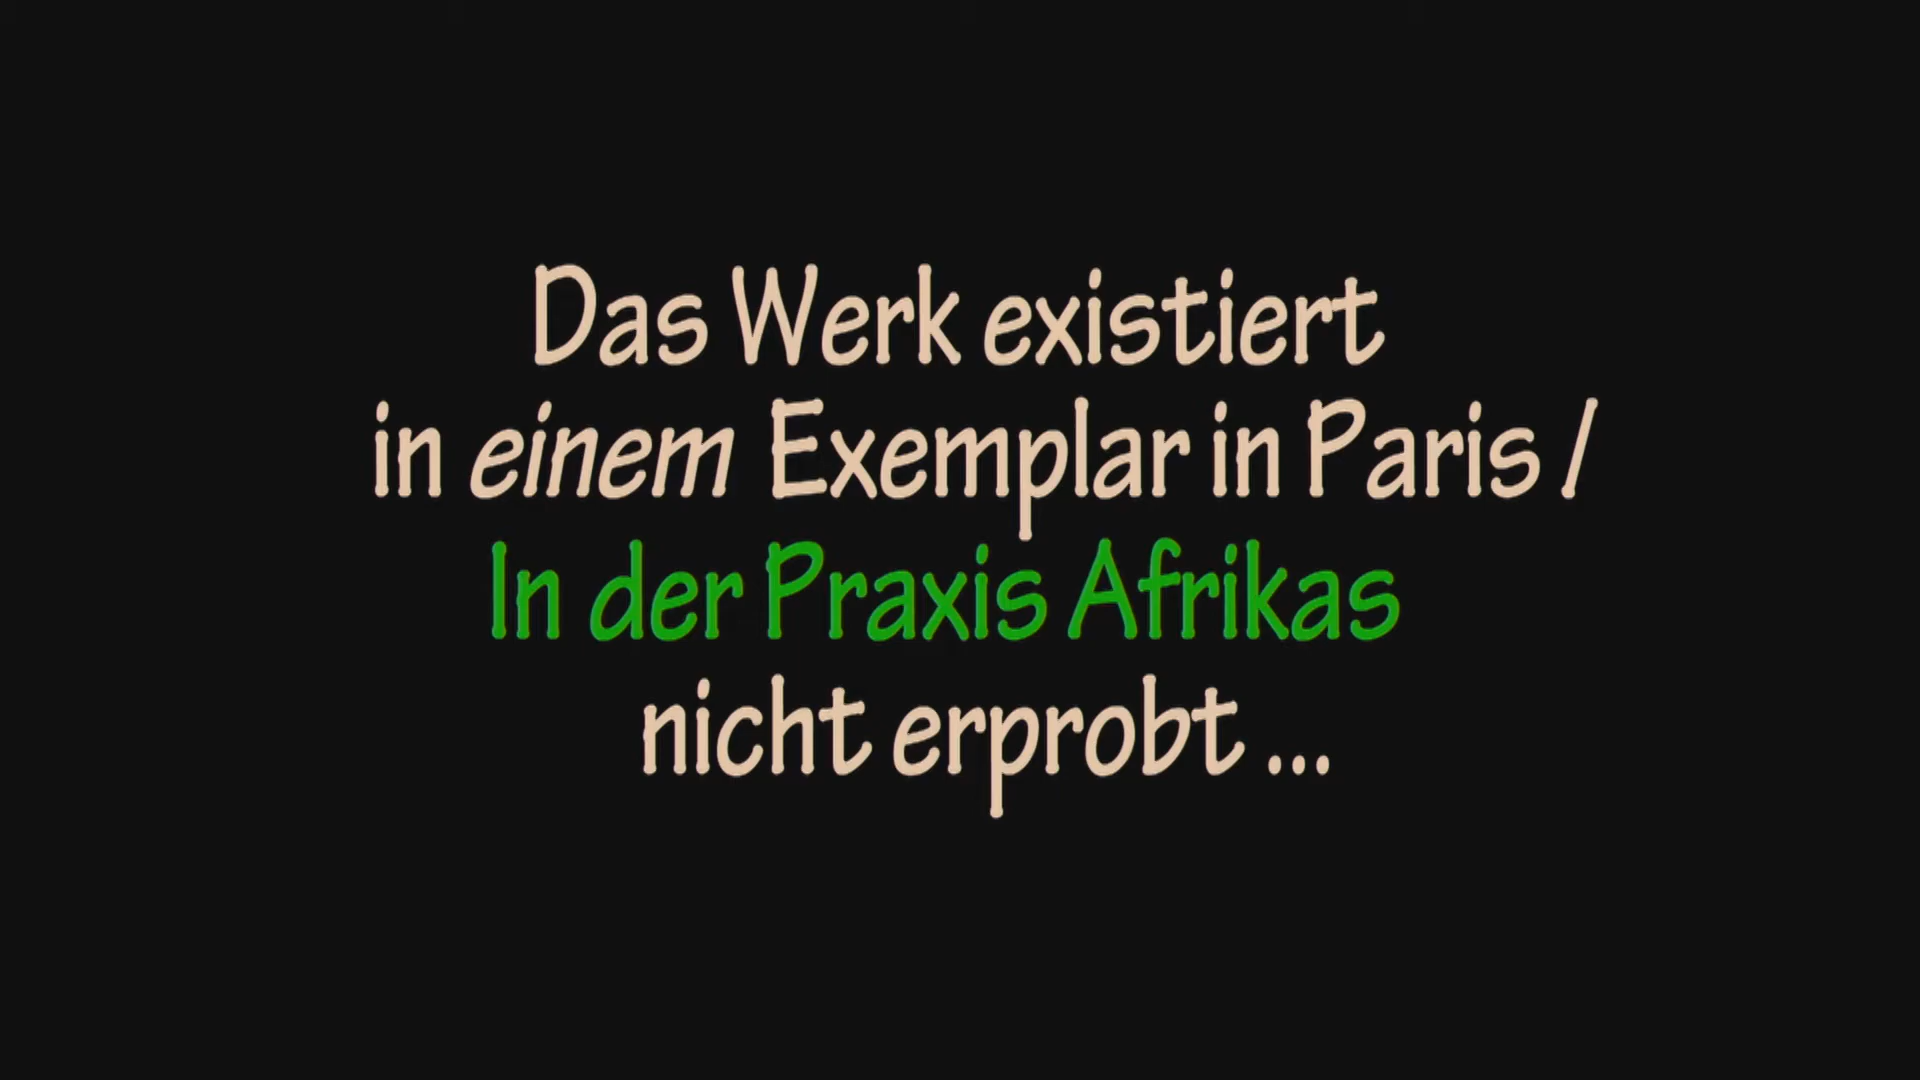 Das Werk existiert
in einem Exemplar in Paris /
In der Praxis Afrikas
nicht erprobt ...